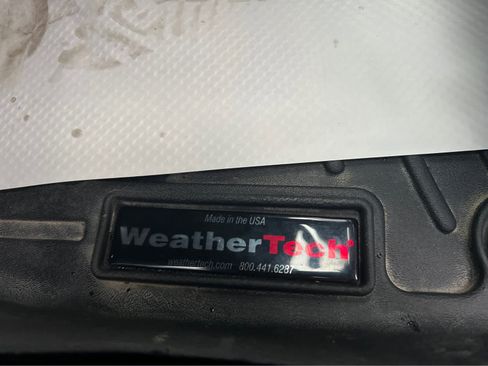 Made in the USA
WeatherTech®
weathertech.com 800.441.6287